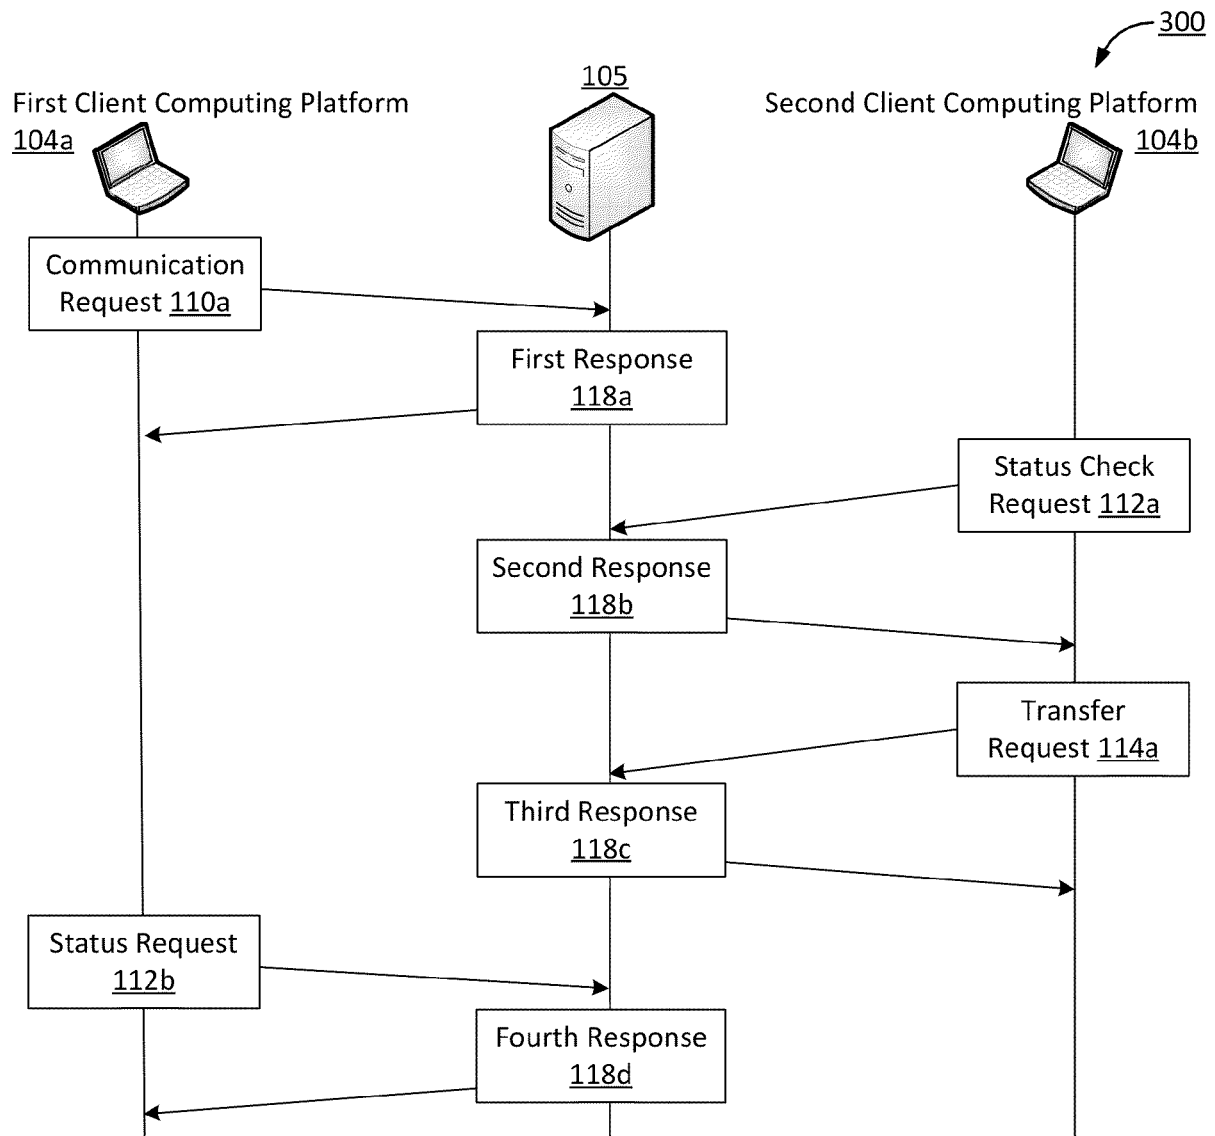 300
105
First Client Computing Platform
104a
Second Client Computing Platform
104b
Communication
Request 110a
First Response
118a
Status Check
Request 112a
Second Response
118b
Transfer
Request 114a
Third Response
118c
Status Request
112b
Fourth Response
118d